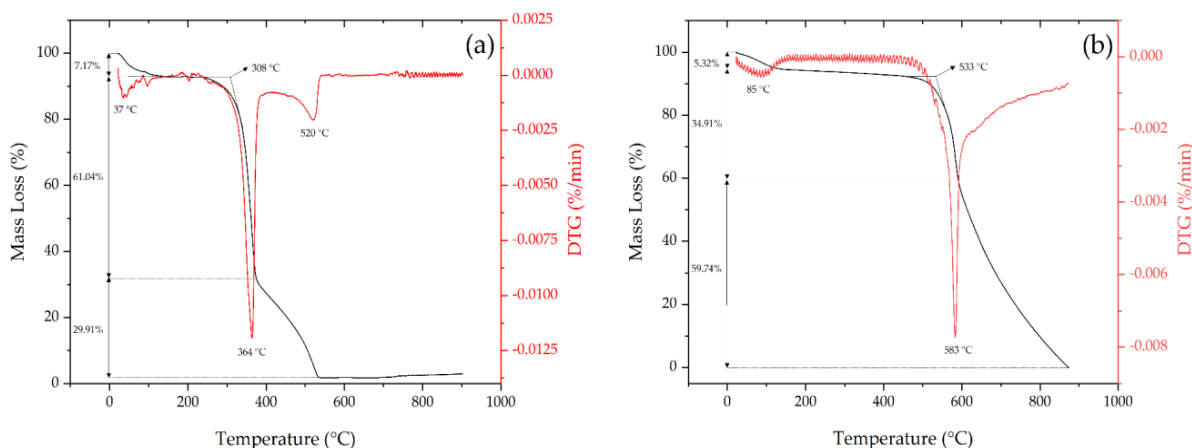 (a)
Mass Loss (%)
100
80
60
40
20
0
7.17%
61.04%
29.91%
308 °C
37 °C
520 °C
364 °C
0.0025
0.0000
-0.0025
-0.0050
-0.0075
-0.0100
-0.0125
DTG (%/min)
0 200 400 600 800 1000
Temperature (°C)
(b)
Mass Loss (%)
100
80
60
40
20
0
5.32%
34.91%
59.74%
533 °C
85 °C
583 °C
0.000
-0.002
-0.004
-0.006
-0.008
DTG (%/min)
0 200 400 600 800 1000
Temperature (°C)